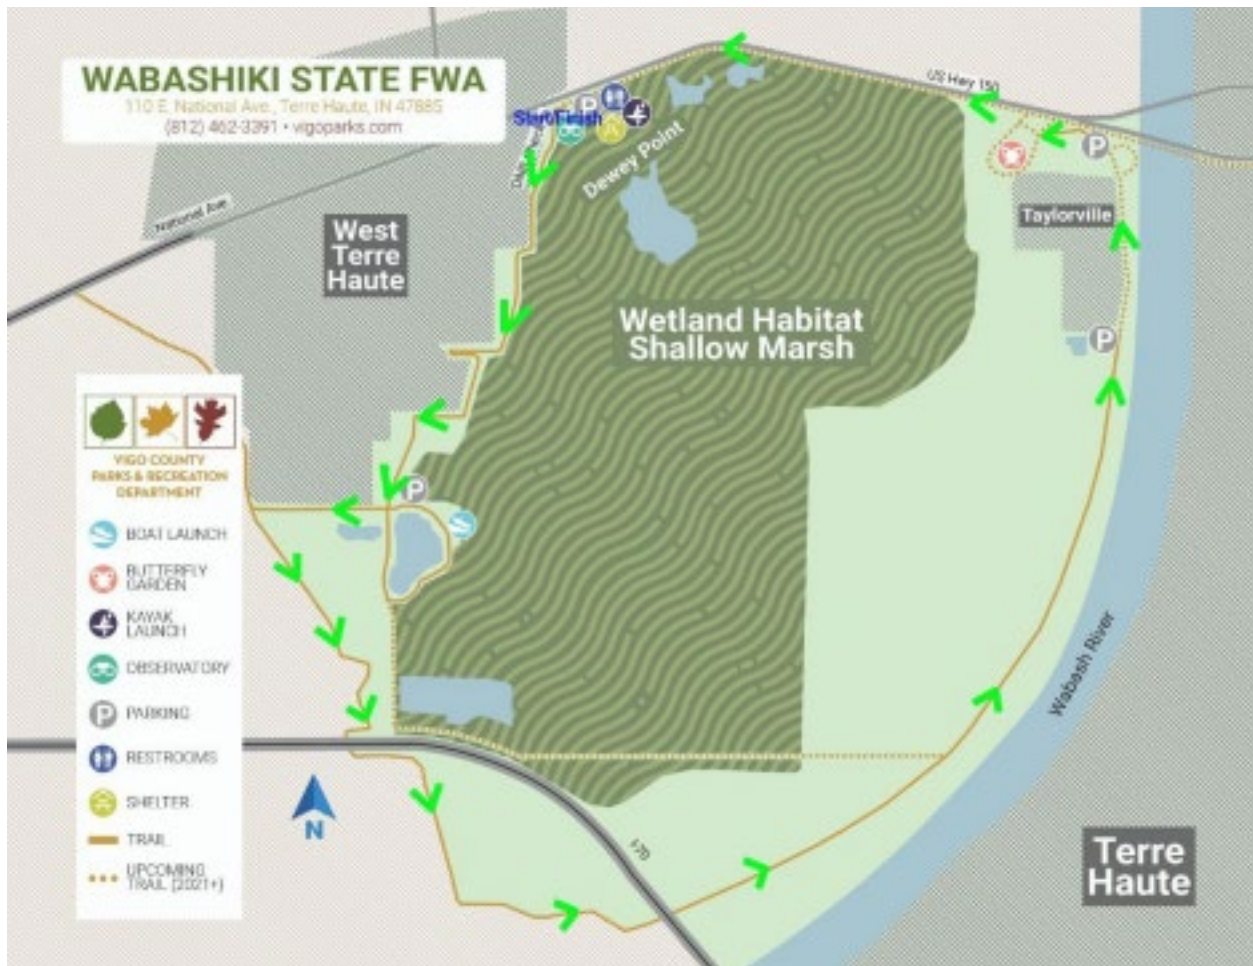 WABASHIKI STATE FWA
110 E. National Ave., Terre Haute, IN 47885
(812) 462-3391 • vigoparks.com
US Hwy 150
P
Start/Finish
Dewey Point
P
National Ave
West
Terre
Haute
Taylorville
Wetland Habitat
Shallow Marsh
P
P
VIGO COUNTY
PARKS & RECREATION
DEPARTMENT
BOAT LAUNCH
BUTTERFLY
GARDEN
KAYAK
LAUNCH
OBSERVATORY
P PARKING
RESTROOMS
SHELTER
TRAIL
UPCOMING
TRAIL (2021+)
N
Wabash River
I-70
Terre
Haute